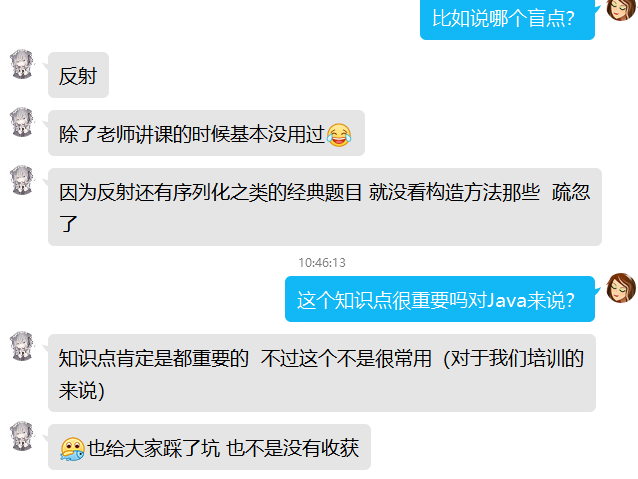 比如说哪个盲点？
反射
除了老师讲课的时候基本没用过😂
因为反射还有序列化之类的经典题目 就没看构造方法那些  疏忽
了
10:46:13
这个知识点很重要吗对Java来说？
知识点肯定是都重要的  不过这个不是很常用（对于我们培训的
来说）
也给大家踩了坑 也不是没有收获